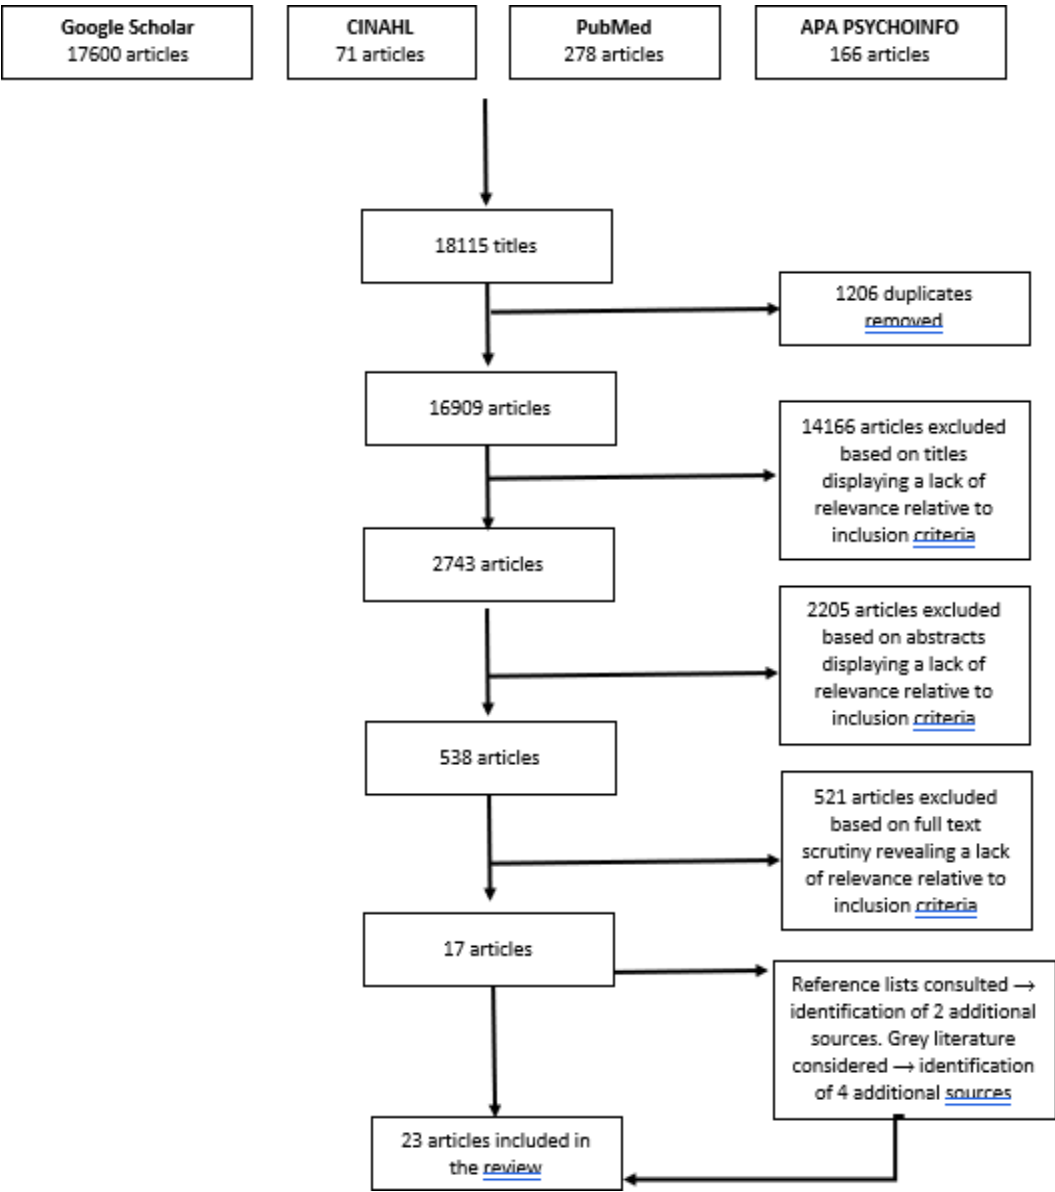 Google Scholar
17600 articles
CINAHL
71 articles
PubMed
278 articles
APA PSYCHOINFO
166 articles
18115 titles
1206 duplicates
removed
16909 articles
14166 articles excluded
based on titles
displaying a lack of
relevance relative to
inclusion criteria
2743 articles
2205 articles excluded
based on abstracts
displaying a lack of
relevance relative to
inclusion criteria
538 articles
521 articles excluded
based on full text
scrutiny revealing a lack
of relevance relative to
inclusion criteria
17 articles
Reference lists consulted →
identification of 2 additional
sources. Grey literature
considered → identification
of 4 additional sources
23 articles included in
the review